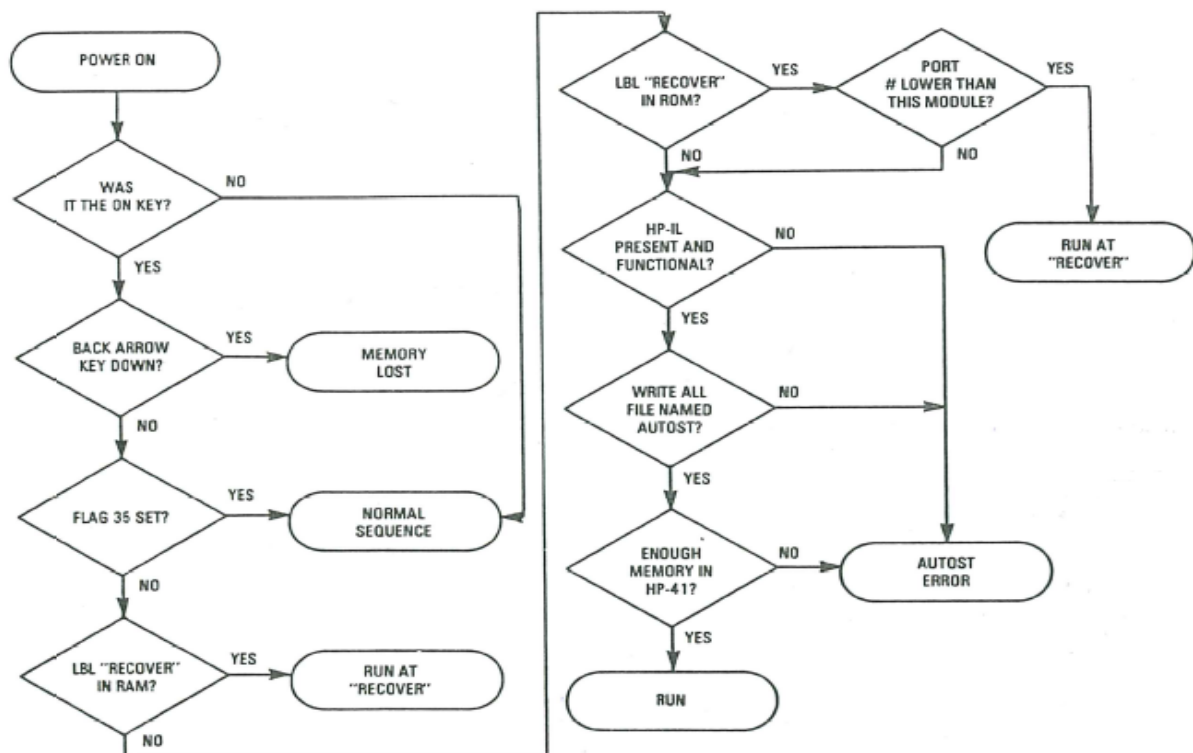 POWER ON
WAS
IT THE ON KEY?
NO
YES
BACK ARROW
KEY DOWN?
YES
MEMORY
LOST
NO
FLAG 35 SET?
YES
NORMAL
SEQUENCE
NO
LBL "RECOVER"
IN RAM?
YES
RUN AT
"RECOVER"
NO
LBL "RECOVER"
IN ROM?
YES
PORT
# LOWER THAN
THIS MODULE?
YES
NO
NO
RUN AT
"RECOVER"
HP-IL
PRESENT AND
FUNCTIONAL?
NO
YES
WRITE ALL
FILE NAMED
AUTOST?
NO
YES
ENOUGH
MEMORY IN
HP-41?
NO
AUTOST
ERROR
YES
RUN